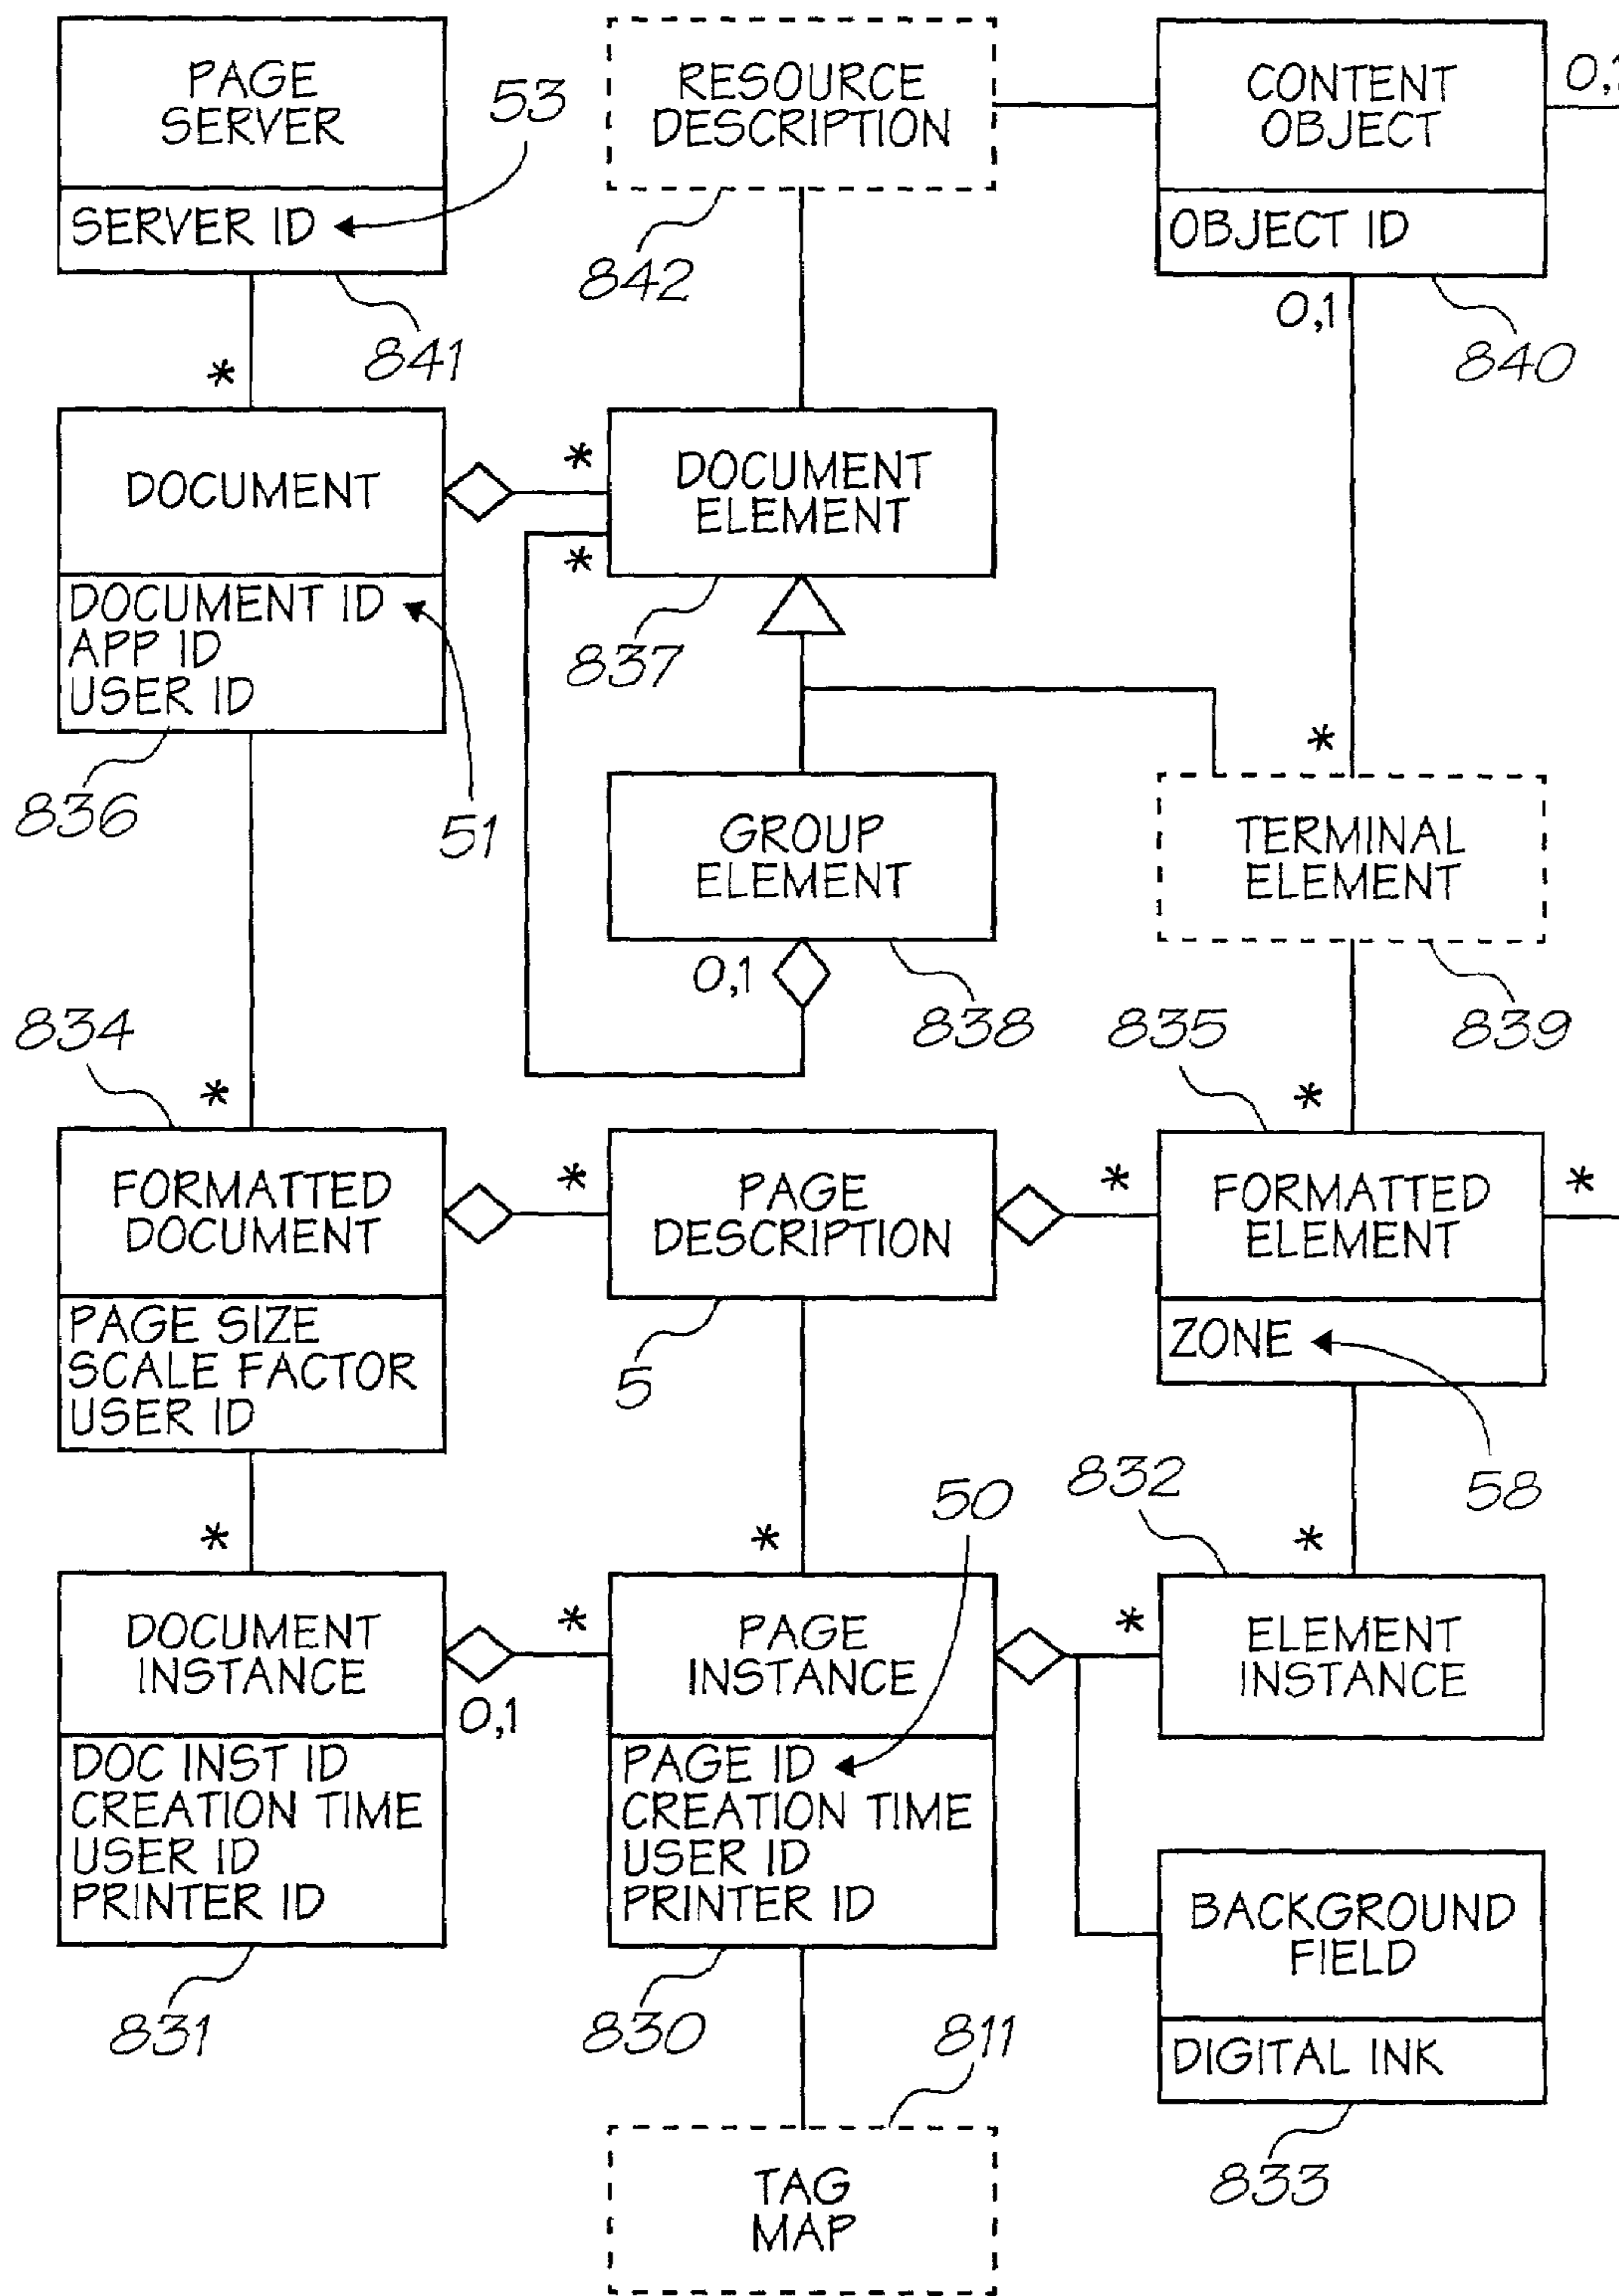 PAGE
SERVER
SERVER ID
53
841
RESOURCE
DESCRIPTION
842
CONTENT
OBJECT
OBJECT ID
840
0,1
*
DOCUMENT
DOCUMENT ID
APP ID
USER ID
836
51
*
*
DOCUMENT
ELEMENT
837
GROUP
ELEMENT
0,1
838
*
TERMINAL
ELEMENT
839
834
*
FORMATTED
DOCUMENT
PAGE SIZE
SCALE FACTOR
USER ID
*
PAGE
DESCRIPTION
5
*
835
*
FORMATTED
ELEMENT
ZONE
*
58
*
DOCUMENT
INSTANCE
DOC INST ID
CREATION TIME
USER ID
PRINTER ID
831
0,1
*
*
50
PAGE
INSTANCE
PAGE ID
CREATION TIME
USER ID
PRINTER ID
830
832
*
*
ELEMENT
INSTANCE
BACKGROUND
FIELD
DIGITAL INK
833
811
TAG
MAP